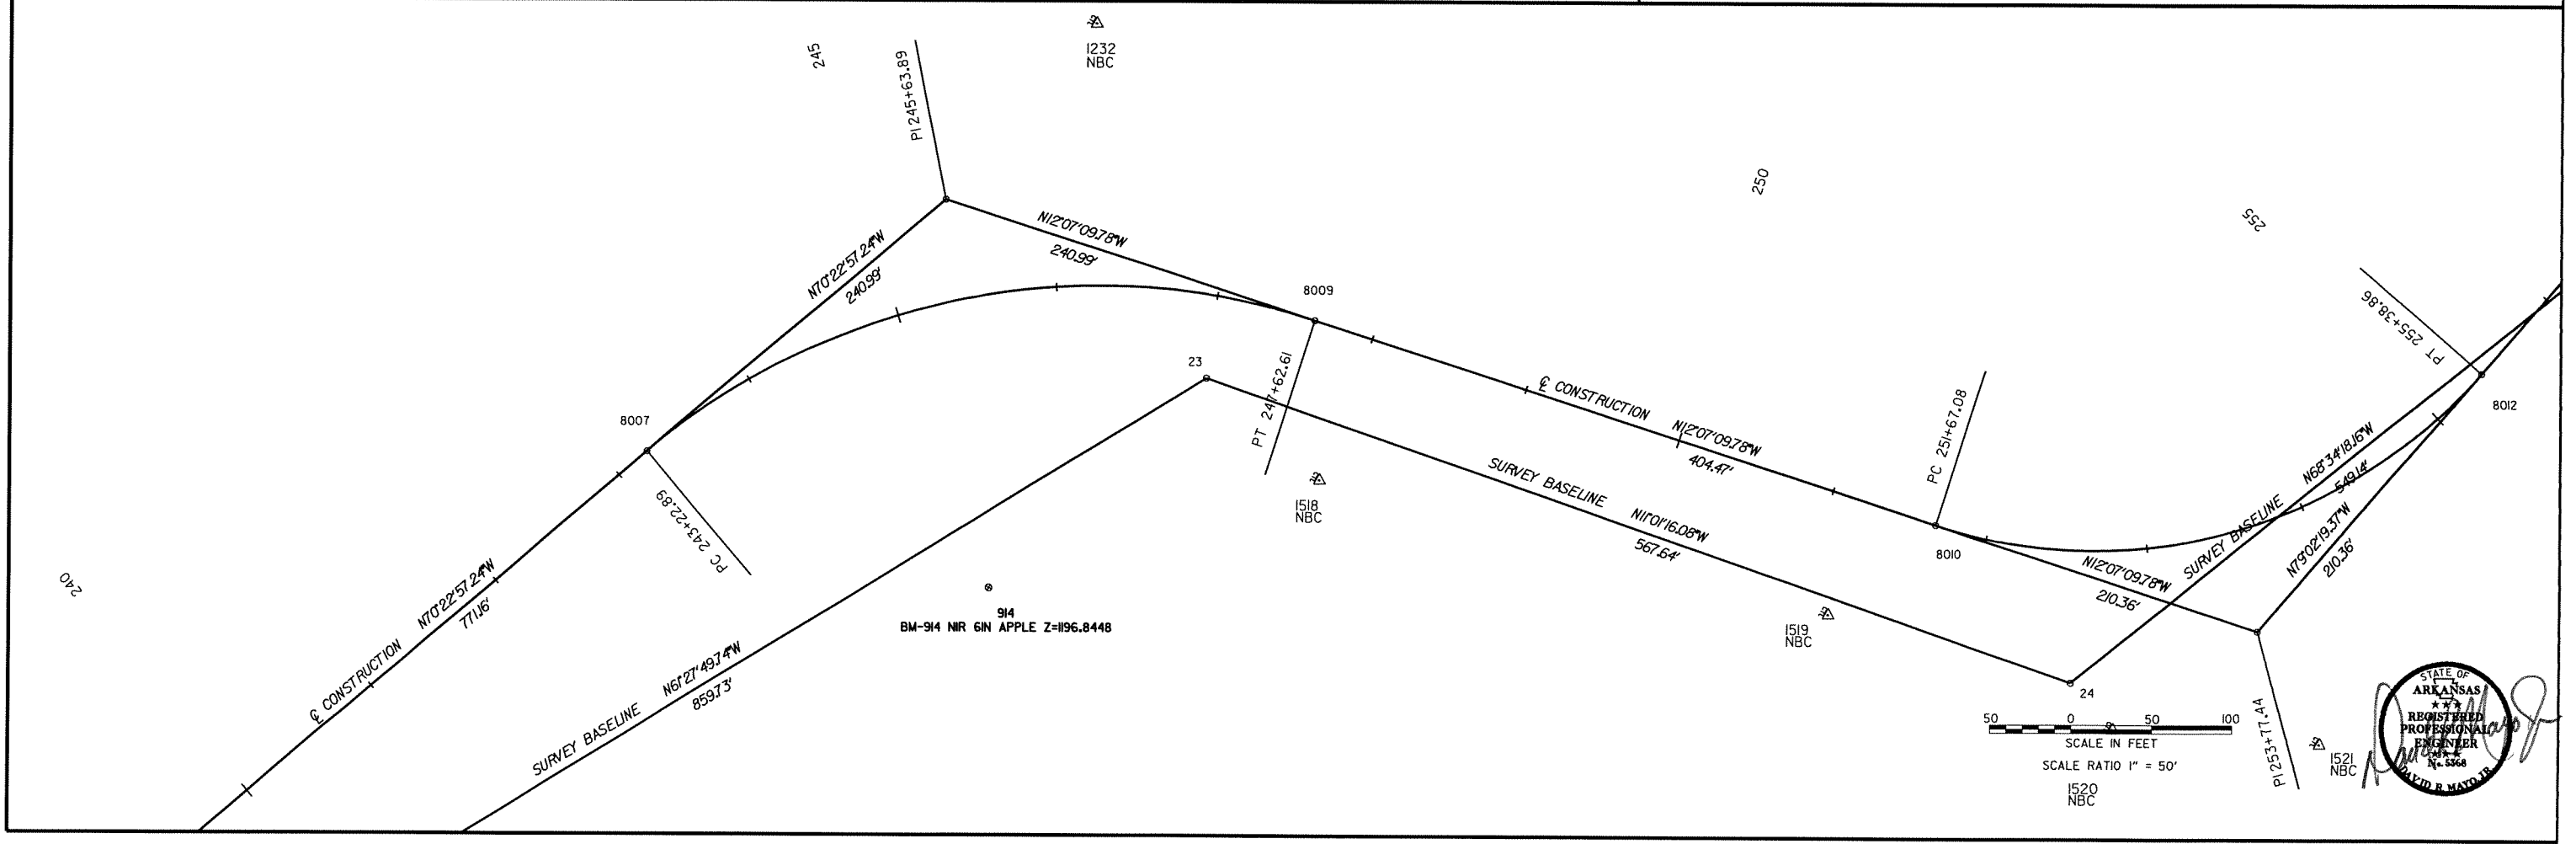 1232
NBC
245
PI 245+63.89
250
255
N12°07'09.78"W
240.99'
N70°22'57.24"W
240.99'
8009
PT 255+38.86
23
PT 247+62.61
℄ CONSTRUCTION
N12°07'09.78"W
404.47'
PC 251+67.08
8012
8007
PC 243+22.89
1518
NBC
SURVEY BASELINE
N11°01'16.08"W
567.64'
N68°34'18.16"W
549.14'
SURVEY BASELINE
N79°02'19.37"W
210.36'
8010
N12°07'09.78"W
210.36'
240
N70°22'57.24"W
771.16'
℄ CONSTRUCTION
914
BM-914 NIR 6IN APPLE Z=1196.8448
1519
NBC
N61°27'49.74"W
859.73'
SURVEY BASELINE
24
50 0 50 100
SCALE IN FEET
SCALE RATIO 1" = 50'
1520
NBC
PI 253+77.44
1521
NBC
STATE OF
ARKANSAS
★★★
REGISTERED
PROFESSIONAL
ENGINEER
★★★
No. 5368
DAVID R. MAYO, JR.